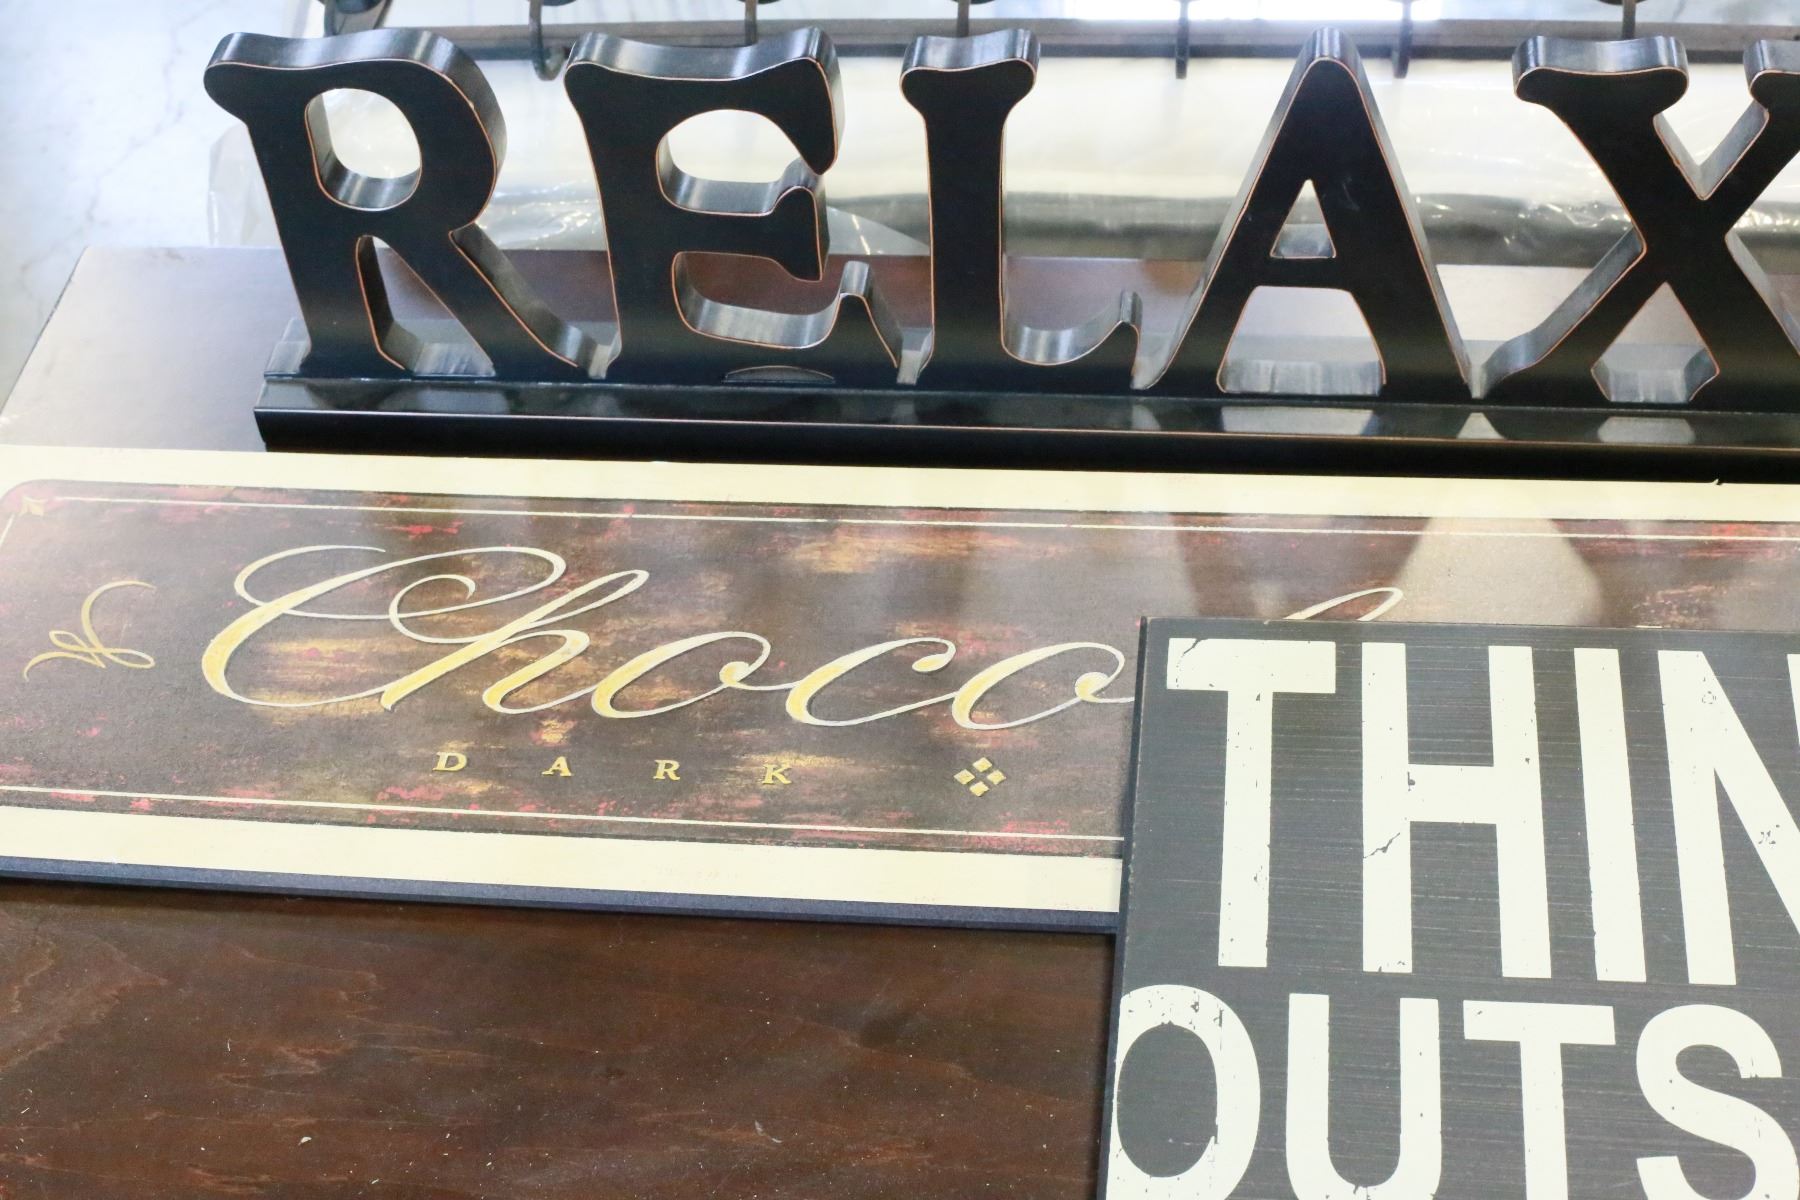 RELAX
Choco
DARK
THIN
OUTS